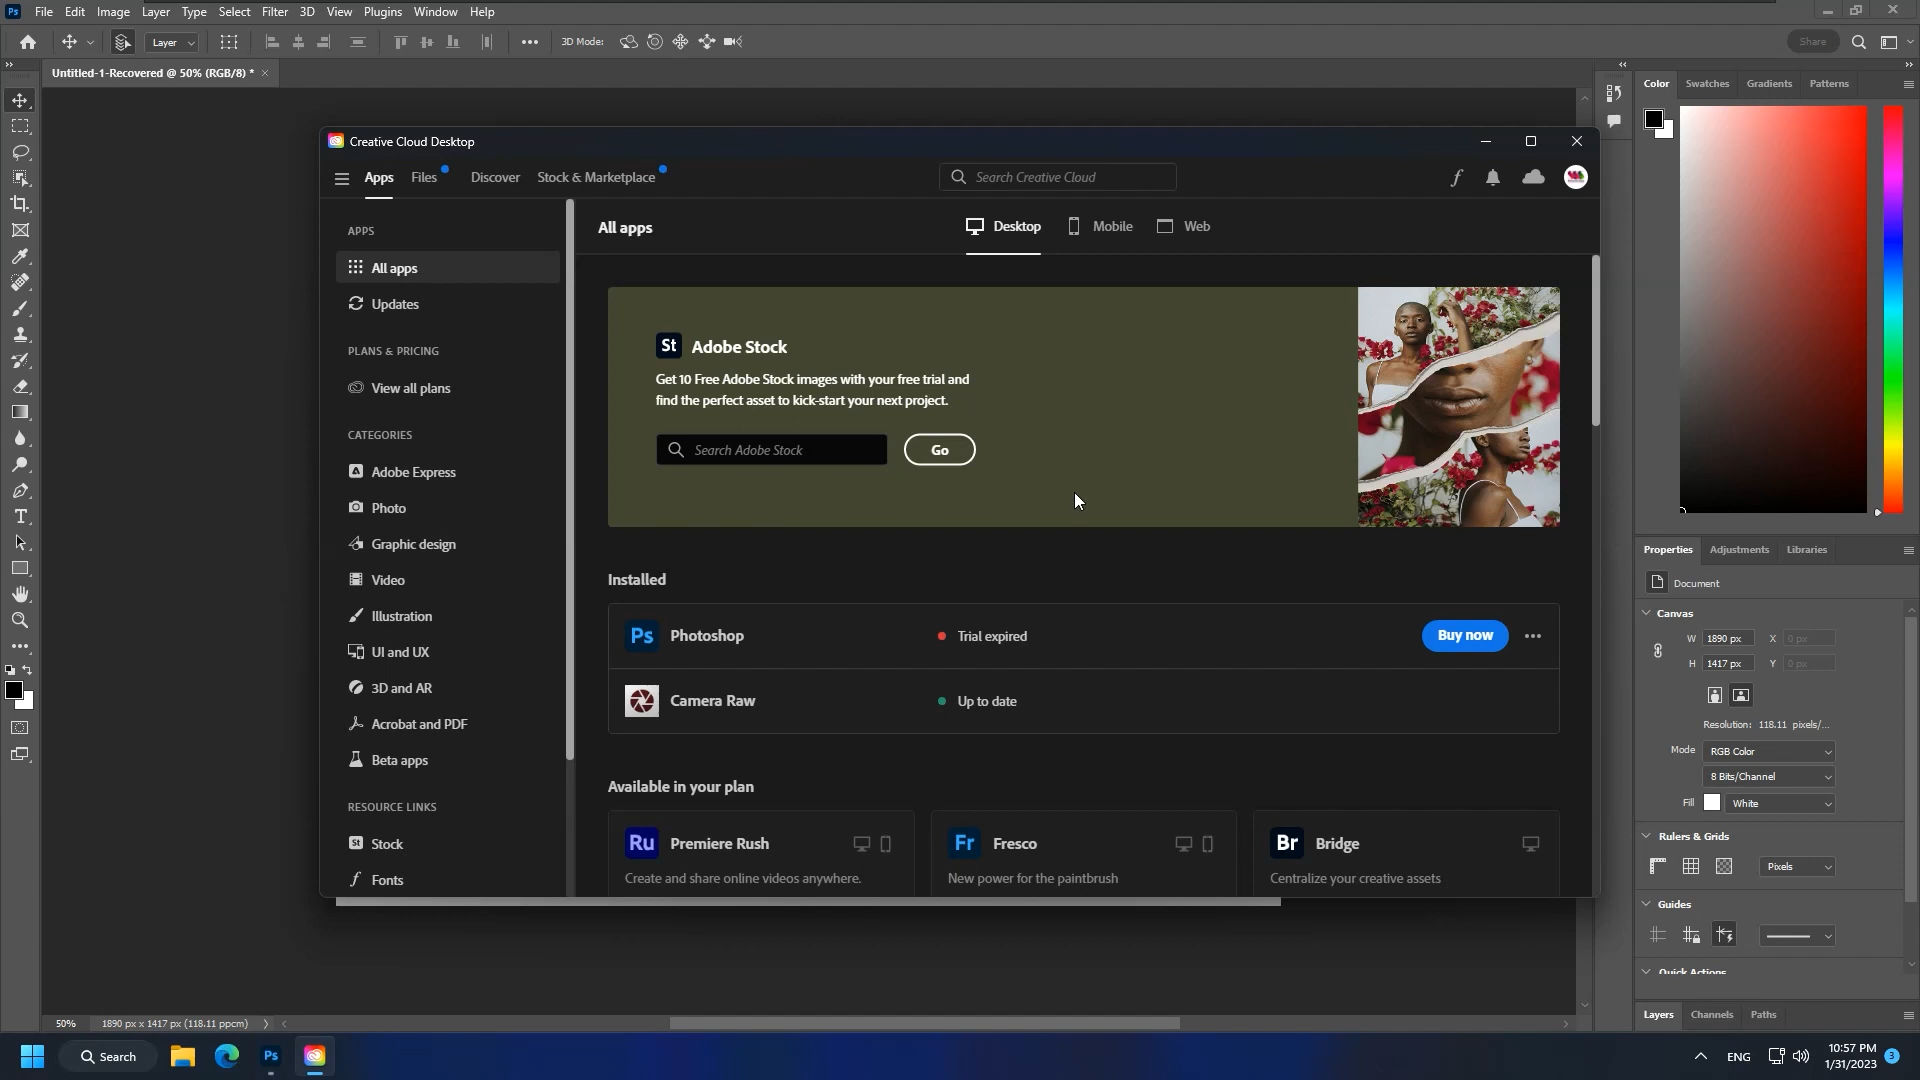 Ps File Edit Image Layer Type Select Filter 3D View Plugins Window Help
Layer 3D Mode: Share
Untitled-1-Recovered @ 50% (RGB/8) * ×
Creative Cloud Desktop
Apps Files Discover Stock & Marketplace Search Creative Cloud
APPS
All apps
Updates
PLANS & PRICING
View all plans
CATEGORIES
Adobe Express
Photo
Graphic design
Video
Illustration
UI and UX
3D and AR
Acrobat and PDF
Beta apps
RESOURCE LINKS
St Stock
Fonts
All apps Desktop Mobile Web
St Adobe Stock
Get 10 Free Adobe Stock images with your free trial and
find the perfect asset to kick-start your next project.
Search Adobe Stock Go
Installed
Ps Photoshop Trial expired Buy now
Camera Raw Up to date
Available in your plan
Ru Premiere Rush
Create and share online videos anywhere.
Fr Fresco
New power for the paintbrush
Br Bridge
Centralize your creative assets
Color Swatches Gradients Patterns
Properties Adjustments Libraries
Document
Canvas
W 1890 px X 0 px
H 1417 px Y 0 px
Resolution: 118.11 pixels/...
Mode RGB Color
8 Bits/Channel
Fill White
Rulers & Grids
Pixels
Guides
Quick Actions
Layers Channels Paths
50% 1890 px x 1417 px (118.11 ppcm)
Search Ps ENG 10:57 PM
1/31/2023 3